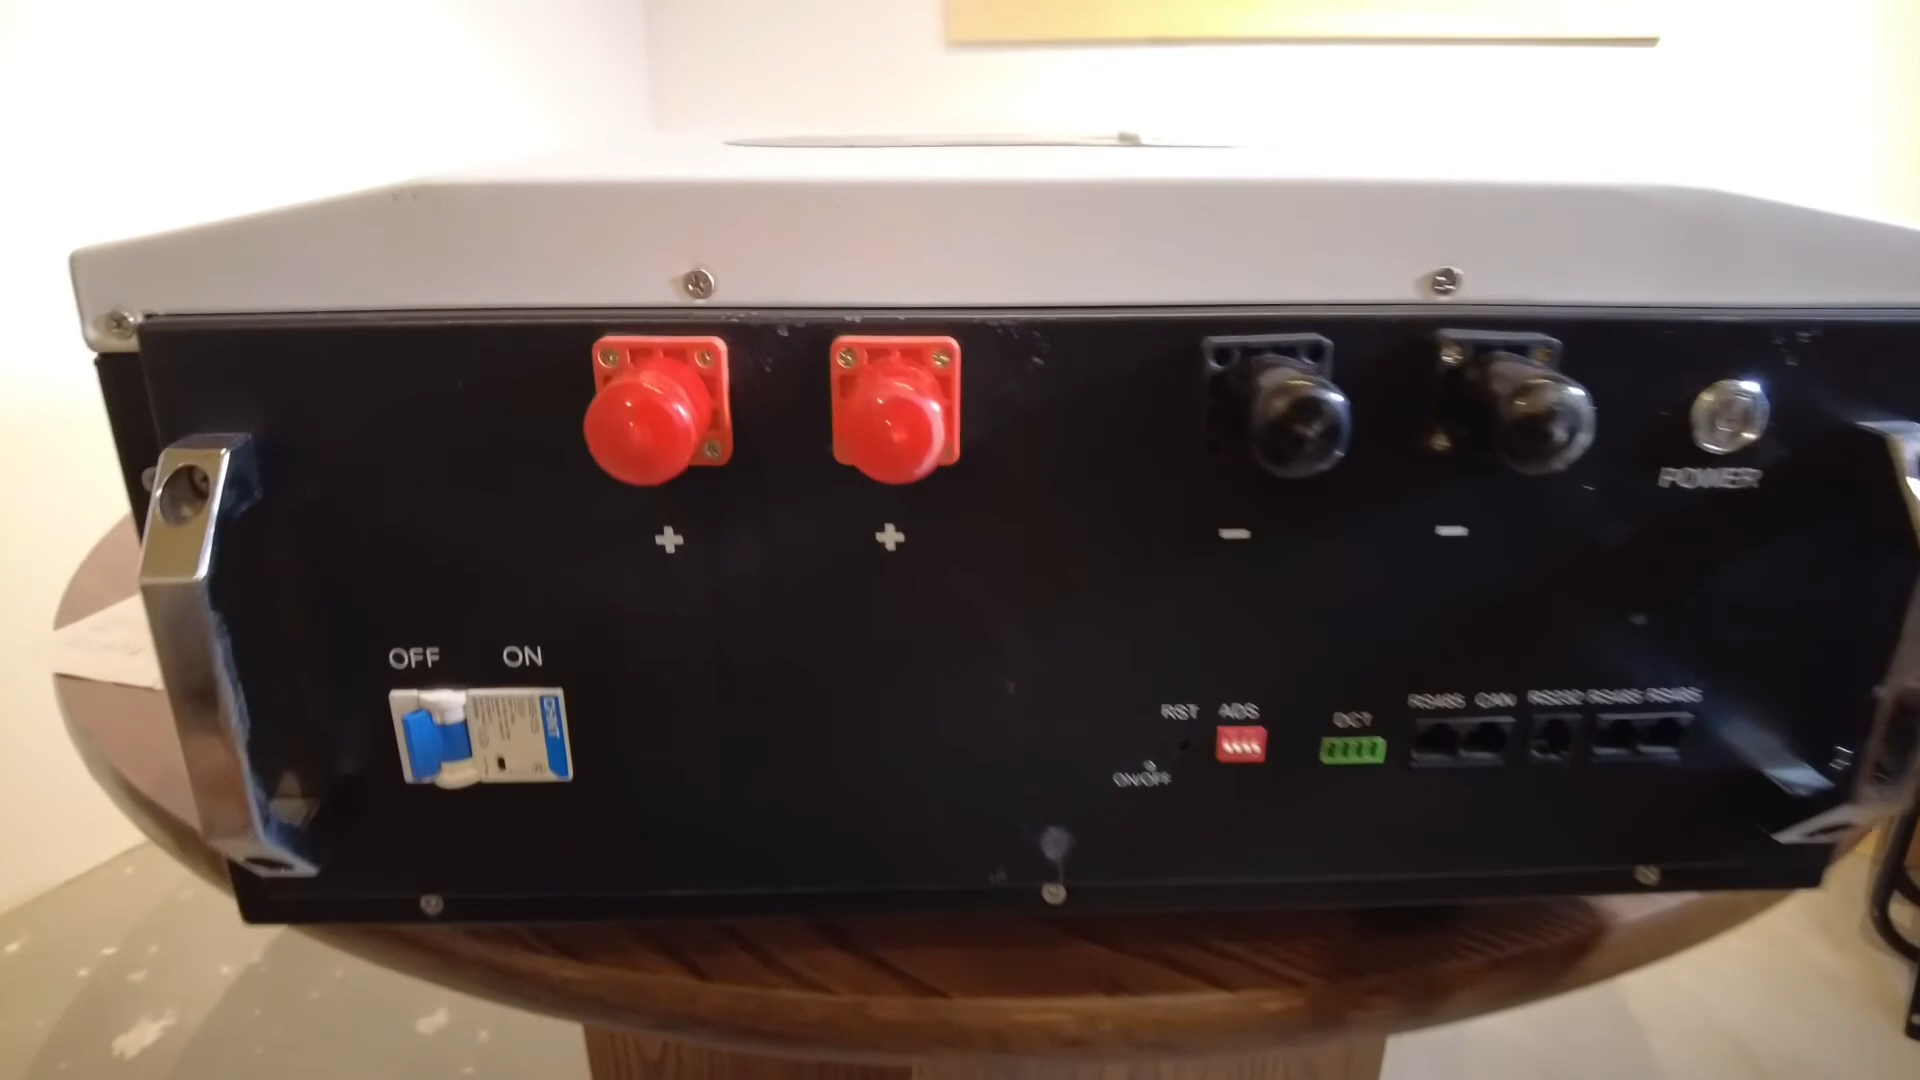 POWER
+ + - -
OFF ON
RS485 CAN RS232 RS485 RS485
RST ADS DCT
ON/OFF